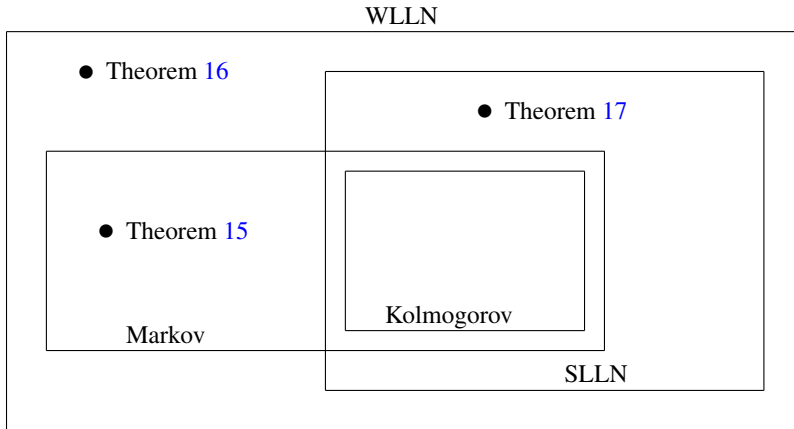 WLLN
Theorem 16
Theorem 17
Theorem 15
Kolmogorov
Markov
SLLN